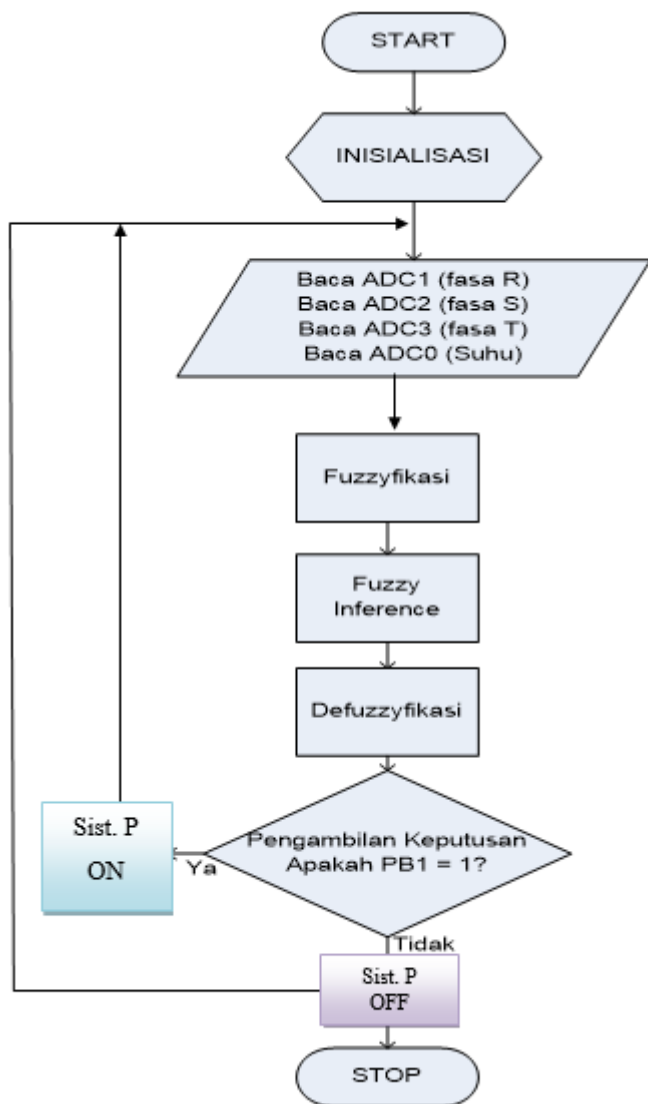 START
INISIALISASI
Baca ADC1 (fasa R)
Baca ADC2 (fasa S)
Baca ADC3 (fasa T)
Baca ADC0 (Suhu)
Fuzzyfikasi
Fuzzy
Inference
Defuzzyfikasi
Pengambilan Keputusan
Apakah PB1 = 1?
Ya
Sist. P
ON
Tidak
Sist. P
OFF
STOP